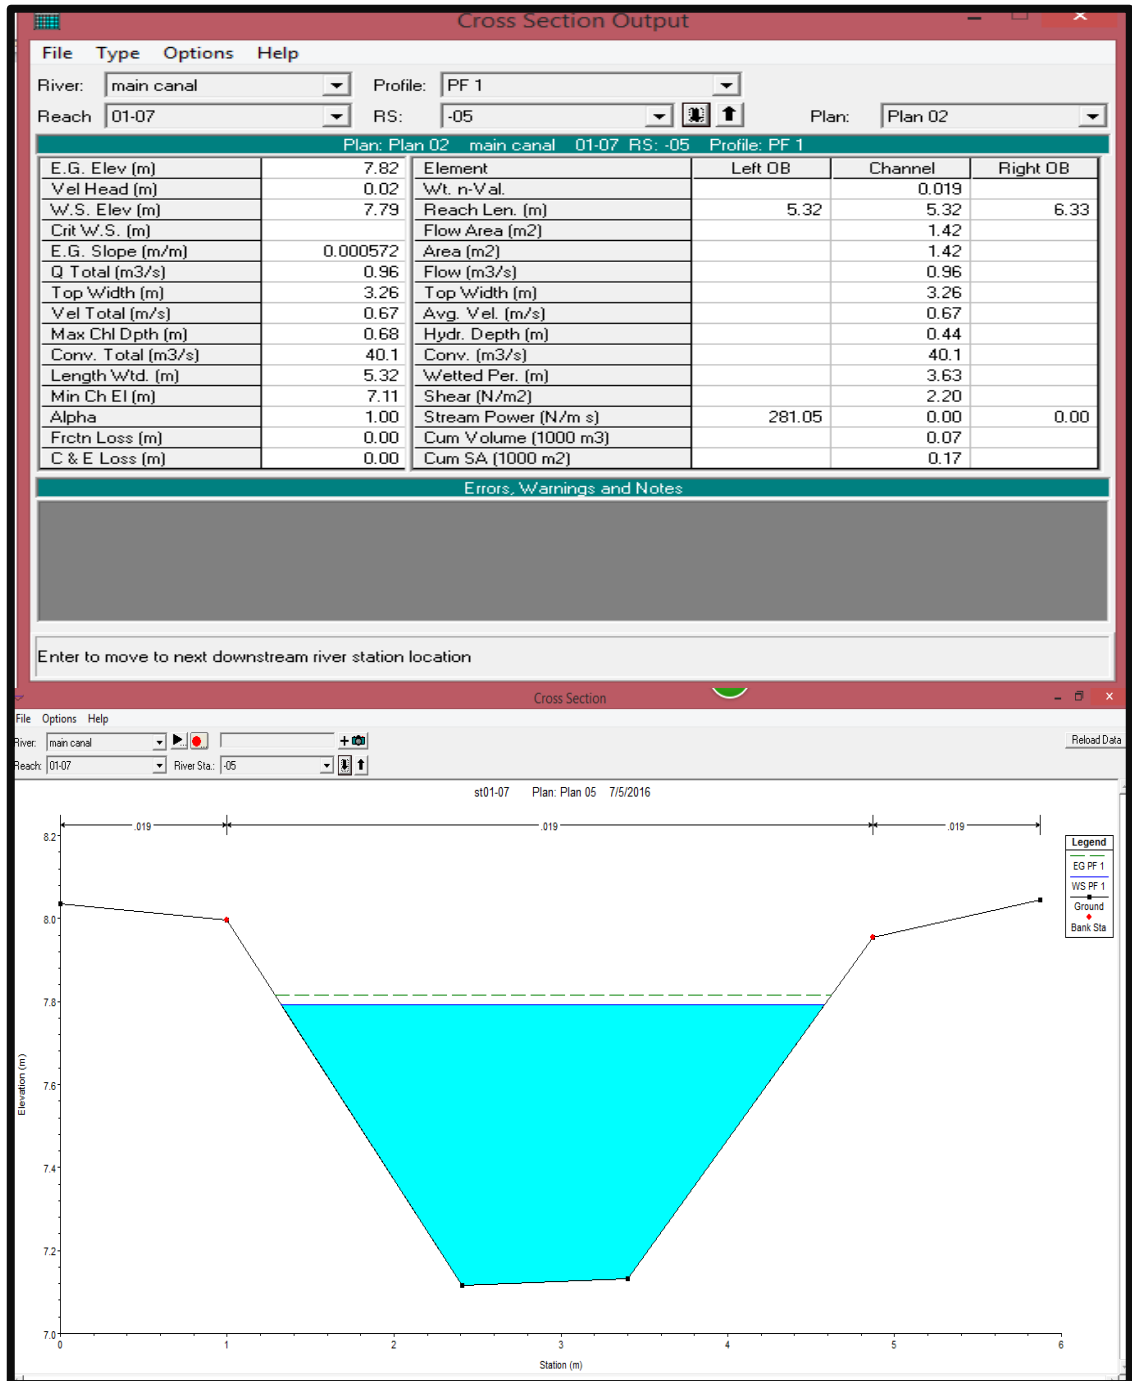 Cross Section Output
File Type Options Help
River: main canal Profile: PF 1
Reach 01-07 RS: -05 Plan: Plan 02
Plan: Plan 02 main canal 01-07 RS: -05 Profile: PF 1
E.G. Elev (m) 7.82 Element Left OB Channel Right OB
Vel Head (m) 0.02 Wt. n-Val. 0.019
W.S. Elev (m) 7.79 Reach Len. (m) 5.32 5.32 6.33
Crit W.S. (m) Flow Area (m2) 1.42
E.G. Slope (m/m) 0.000572 Area (m2) 1.42
Q Total (m3/s) 0.96 Flow (m3/s) 0.96
Top Width (m) 3.26 Top Width (m) 3.26
Vel Total (m/s) 0.67 Avg. Vel. (m/s) 0.67
Max Chl Dpth (m) 0.68 Hydr. Depth (m) 0.44
Conv. Total (m3/s) 40.1 Conv. (m3/s) 40.1
Length Wtd. (m) 5.32 Wetted Per. (m) 3.63
Min Ch El (m) 7.11 Shear (N/m2) 2.20
Alpha 1.00 Stream Power (N/m s) 281.05 0.00 0.00
Frctn Loss (m) 0.00 Cum Volume (1000 m3) 0.07
C & E Loss (m) 0.00 Cum SA (1000 m2) 0.17
Errors, Warnings and Notes
Enter to move to next downstream river station location
Cross Section
File Options Help
River: main canal
Reload Data
Reach: 01-07 River Sta.: -05
st01-07 Plan: Plan 05 7/5/2016
.019 .019 .019
8.2
8.0
7.8
7.6
7.4
7.2
7.0
Elevation (m)
0 1 2 3 4 5 6
Station (m)
Legend
EG PF 1
WS PF 1
Ground
Bank Sta